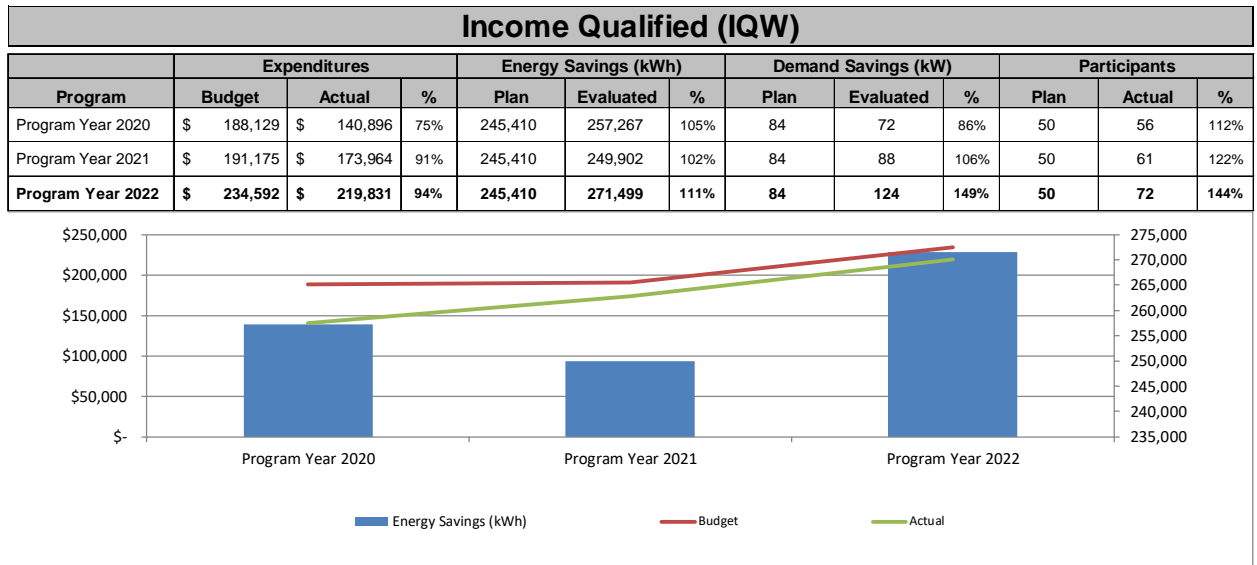 Income Qualified (IQW)
Expenditures Energy Savings (kWh) Demand Savings (kW) Participants
Program Budget Actual % Plan Evaluated % Plan Evaluated % Plan Actual %
Program Year 2020 $ 188,129 $ 140,896 75% 245,410 257,267 105% 84 72 86% 50 56 112%
Program Year 2021 $ 191,175 $ 173,964 91% 245,410 249,902 102% 84 88 106% 50 61 122%
Program Year 2022 $ 234,592 $ 219,831 94% 245,410 271,499 111% 84 124 149% 50 72 144%
$250,000 275,000
270,000
$200,000
265,000
$150,000 260,000
255,000
$100,000
250,000
245,000
$50,000
240,000
$- 235,000
Program Year 2020 Program Year 2021 Program Year 2022
Energy Savings (kWh) Budget Actual